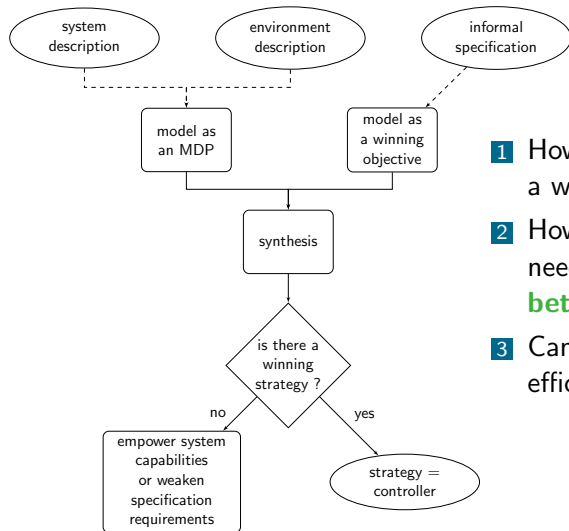 system
description
environment
description
informal
specification
model as
an MDP
model as
a winning
objective
synthesis
is there a
winning
strategy ?
no
yes
empower system
capabilities
or weaken
specification
requirements
strategy =
controller
1 How
a w
2 How
nee
bet
3 Can
effic